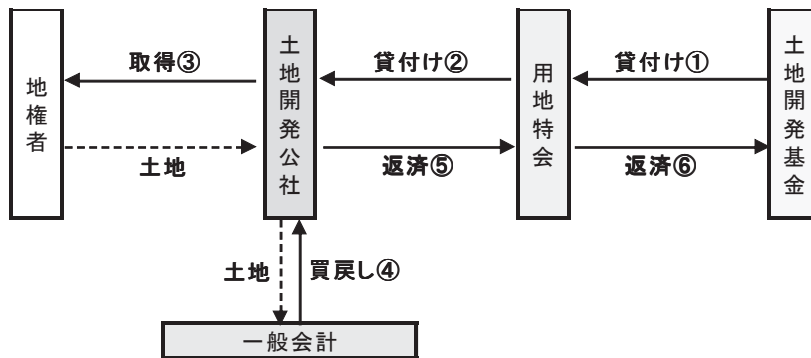 地権者
取得③
土地
土地開発公社
貸付け②
返済⑤
用地特会
貸付け①
返済⑥
土地開発基金
土地
買戻し④
一般会計